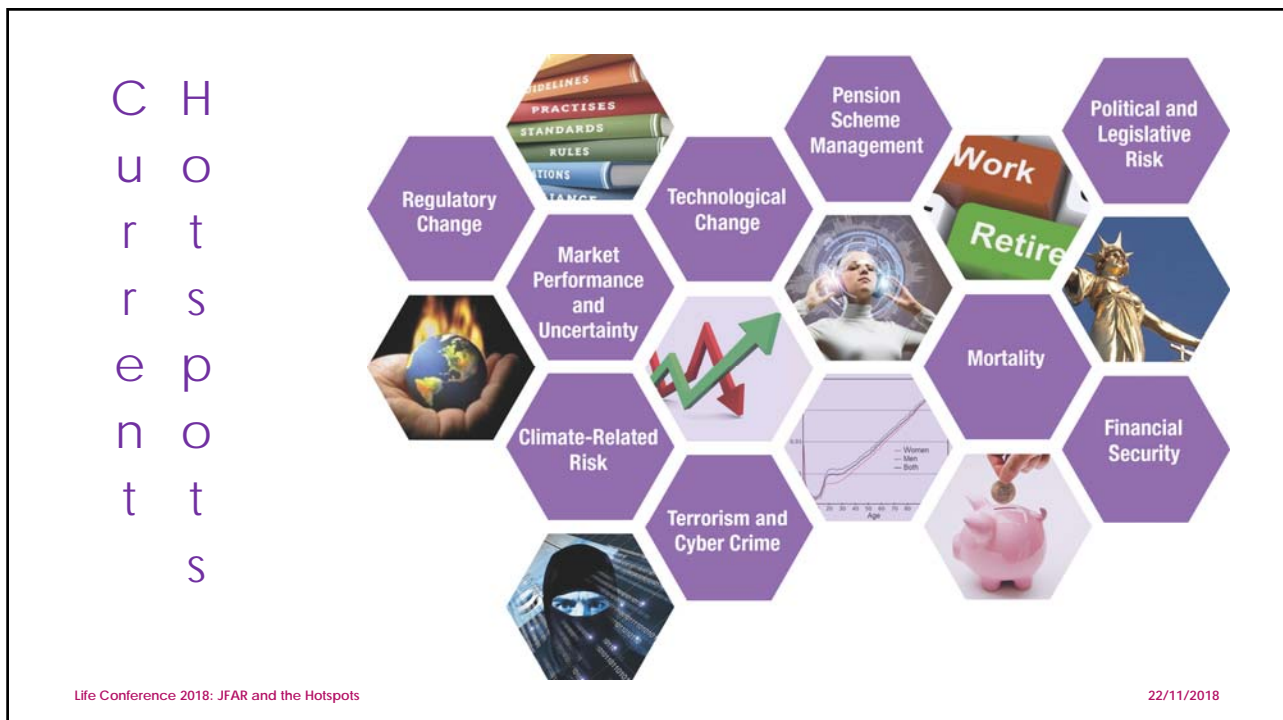 Current
Hotspots
GUIDELINES
PRACTISES
STANDARDS
RULES
Regulatory
Change
Market
Performance
and
Uncertainty
Technological
Change
Pension
Scheme
Management
Work
Retire
Political and
Legislative
Risk
Mortality
Climate-Related
Risk
Women
Men
Both
Age
Financial
Security
Terrorism and
Cyber Crime
Life Conference 2018: JFAR and the Hotspots
22/11/2018